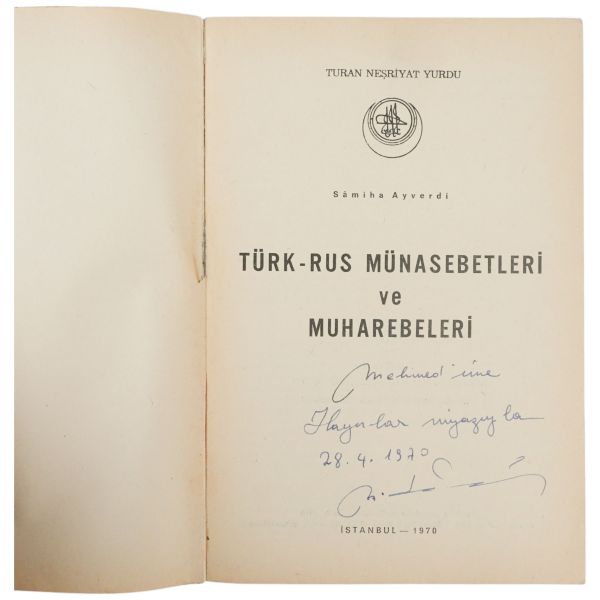 TURAN NEŞRİYAT YURDU
Sâmiha Ayverdi
TÜRK-RUS MÜNASEBETLERİ
ve
MUHAREBELERİ
Mehmed'ime
Hayırlar niyazıyla
28.4.1970
İSTANBUL — 1970